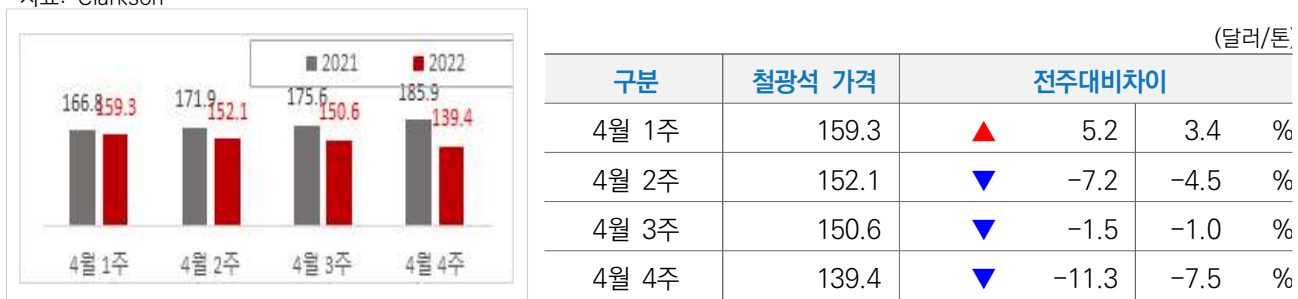 자료: Clarkson
■ 2021 ■ 2022
166.8 159.3 171.9 152.1 175.6 150.6 185.9 139.4
4월 1주 4월 2주 4월 3주 4월 4주
(달러/톤)
구분 철광석 가격 전주대비차이
4월 1주 159.3 ▲ 5.2 3.4 %
4월 2주 152.1 ▼ -7.2 -4.5 %
4월 3주 150.6 ▼ -1.5 -1.0 %
4월 4주 139.4 ▼ -11.3 -7.5 %